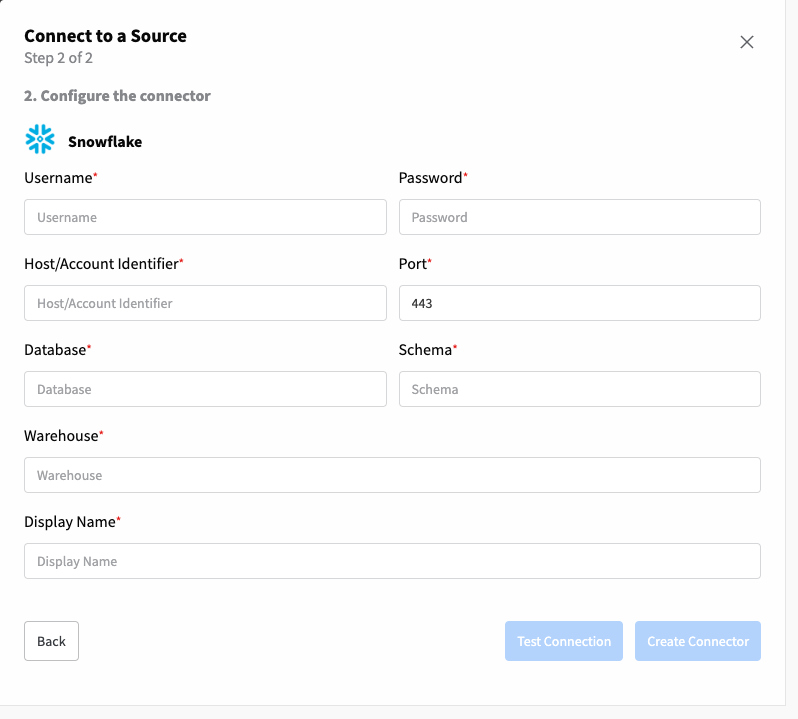 Connect to a Source
Step 2 of 2
2. Configure the connector
Snowflake
Username* Password*
Username Password
Host/Account Identifier* Port*
Host/Account Identifier 443
Database* Schema*
Database Schema
Warehouse*
Warehouse
Display Name*
Display Name
Back Test Connection Create Connector